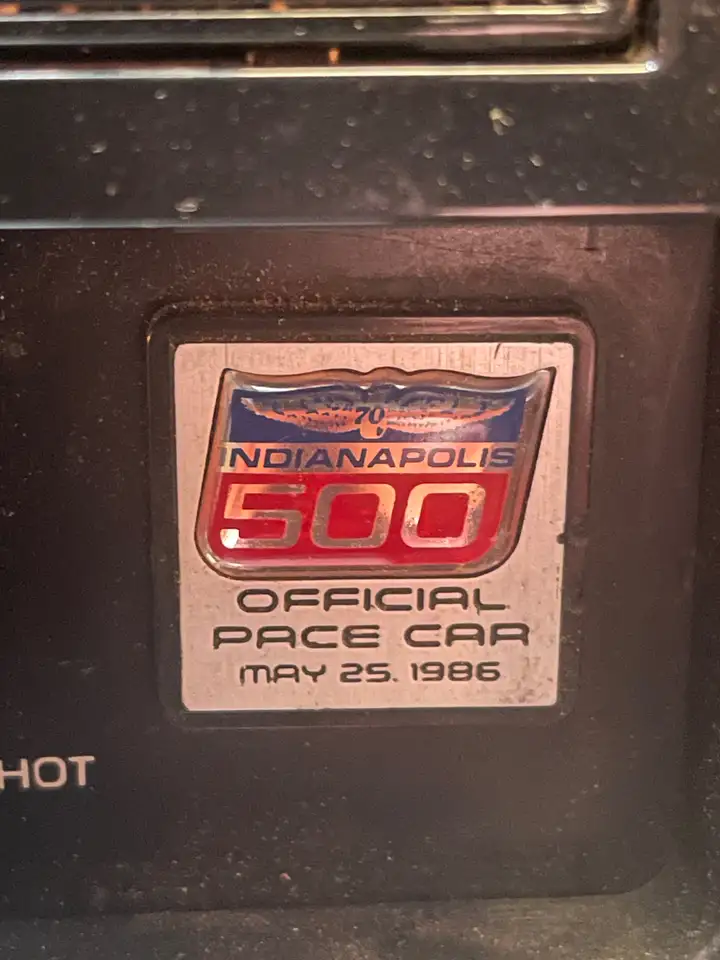 70
INDIANAPOLIS
500
OFFICIAL
PACE CAR
MAY 25. 1986
HOT